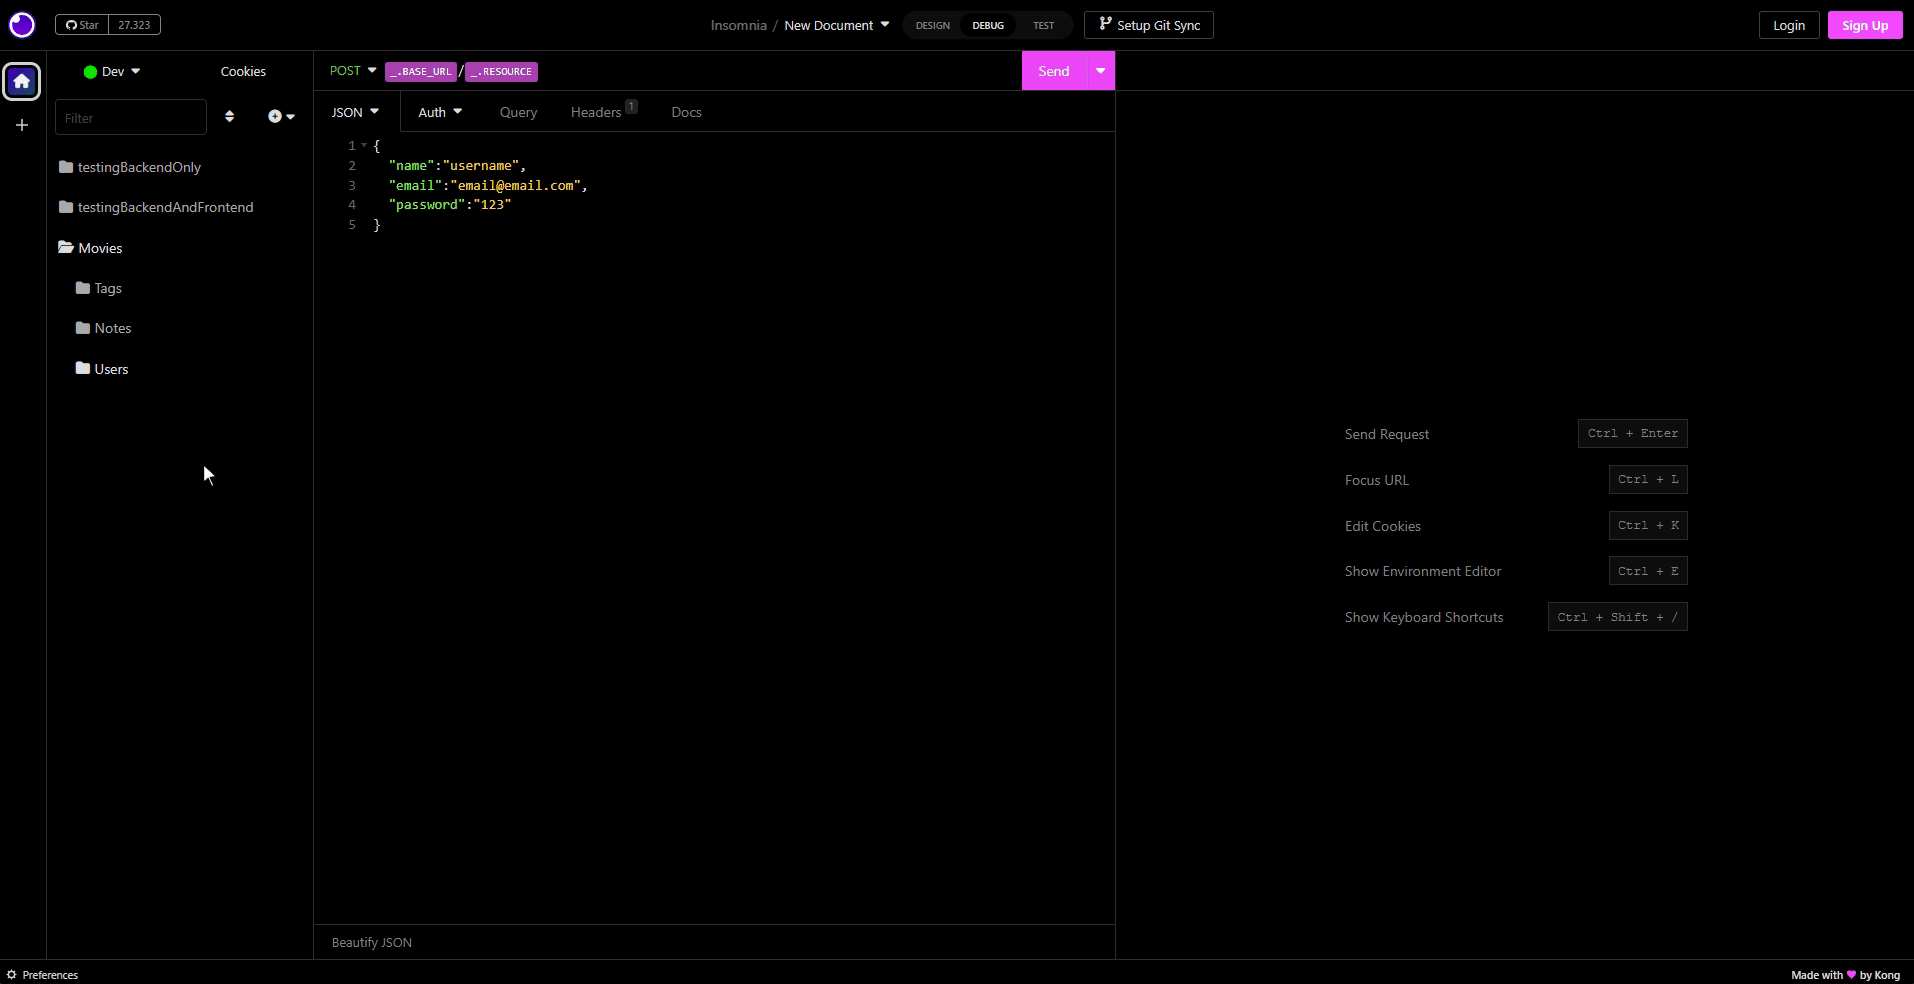 Star 27.323
Insomnia / New Document
DESIGN DEBUG TEST
Setup Git Sync
Login
Sign Up
Dev
Cookies
POST _.BASE_URL/_.RESOURCE
Send
Filter
JSON Auth Query Headers 1 Docs
testingBackendOnly
testingBackendAndFrontend
Movies
Tags
Notes
Users
1 {
2 "name":"username",
3 "email":"email@email.com",
4 "password":"123"
5 }
Send Request Ctrl + Enter
Focus URL Ctrl + L
Edit Cookies Ctrl + K
Show Environment Editor Ctrl + E
Show Keyboard Shortcuts Ctrl + Shift + /
Beautify JSON
Preferences
Made with ♥ by Kong